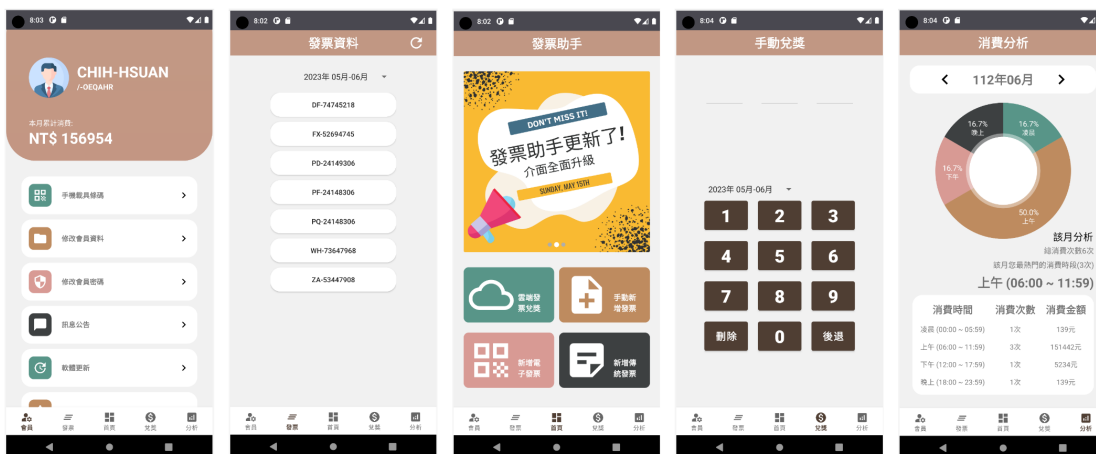 8:03
CHIH-HSUAN
/-OEQAHR
本月累計消費:
NT$ 156954
手機載具條碼
修改會員資料
修改會員密碼
訊息公告
軟體更新
會員
發票
首頁
兌獎
分析
8:02
發票資料
2023年 05月-06月
DF-74745218
FX-52694745
PD-24149306
PF-24148306
PQ-24148306
WH-73647968
ZA-53447908
會員
發票
首頁
兌獎
分析
8:02
發票助手
DON'T MISS IT!
發票助手更新了!
介面全面升級
SUNDAY, MAY 15TH
雲端發
票兌獎
手動新
增發票
新增電
子發票
新增傳
統發票
會員
發票
首頁
兌獎
分析
8:04
手動兌獎
2023年 05月-06月
1 2 3
4 5 6
7 8 9
刪除 0 後退
會員
發票
首頁
兌獎
分析
8:04
消費分析
112年06月
16.7%
晚上
16.7%
凌晨
16.7%
下午
50.0%
上午
該月分析
總消費次數6次
該月您最熱門的消費時段(3次)
上午 (06:00 ~ 11:59)
消費時間 消費次數 消費金額
凌晨 (00:00 ~ 05:59) 1次 139元
上午 (06:00 ~ 11:59) 3次 151442元
下午 (12:00 ~ 17:59) 1次 5234元
晚上 (18:00 ~ 23:59) 1次 139元
會員
發票
首頁
兌獎
分析